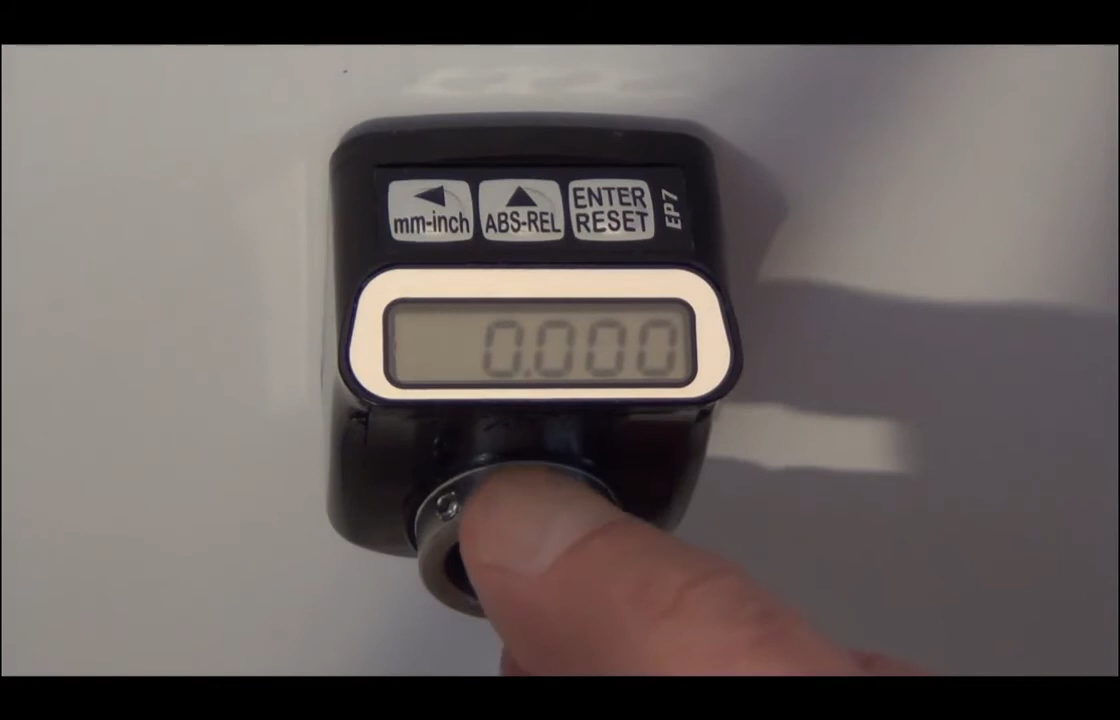 mm-inch
ABS-REL
ENTER
RESET
EP7
0.000